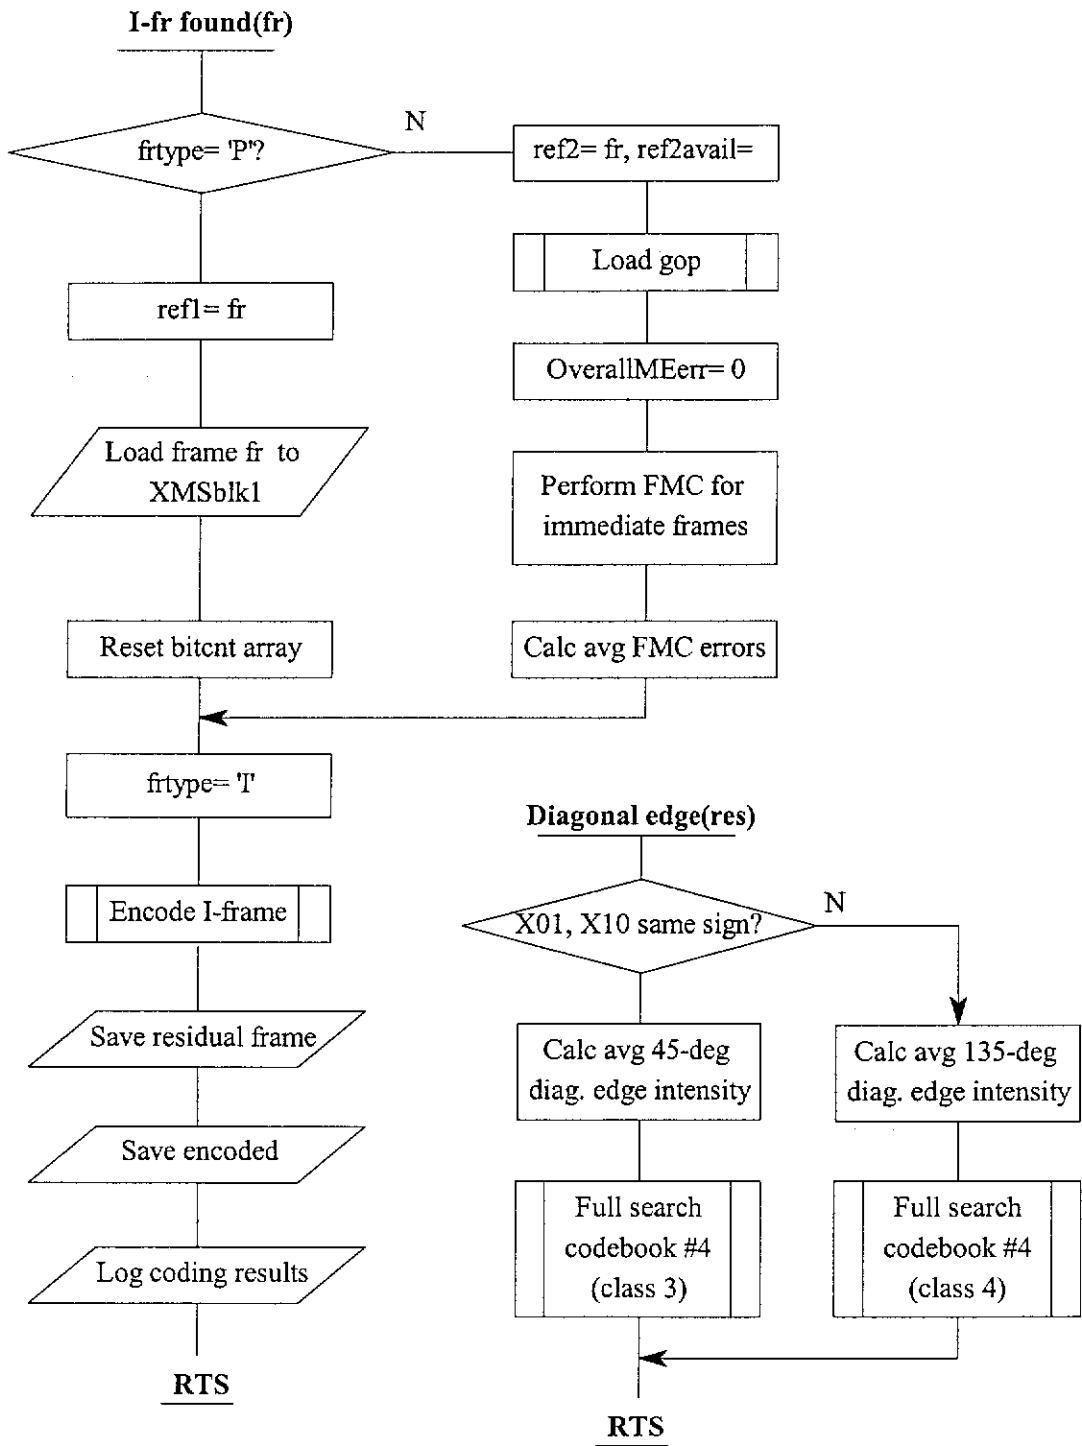 I-fr found(fr)
frtype= 'P'?
N
ref2= fr, ref2avail=
Load gop
ref1= fr
OverallMEerr= 0
Load frame fr to
XMSblk1
Perform FMC for
immediate frames
Reset bitcnt array
Calc avg FMC errors
frtype= 'I'
Encode I-frame
Save residual frame
Save encoded
Log coding results
RTS
Diagonal edge(res)
X01, X10 same sign?
N
Calc avg 45-deg
diag. edge intensity
Calc avg 135-deg
diag. edge intensity
Full search
codebook #4
(class 3)
Full search
codebook #4
(class 4)
RTS